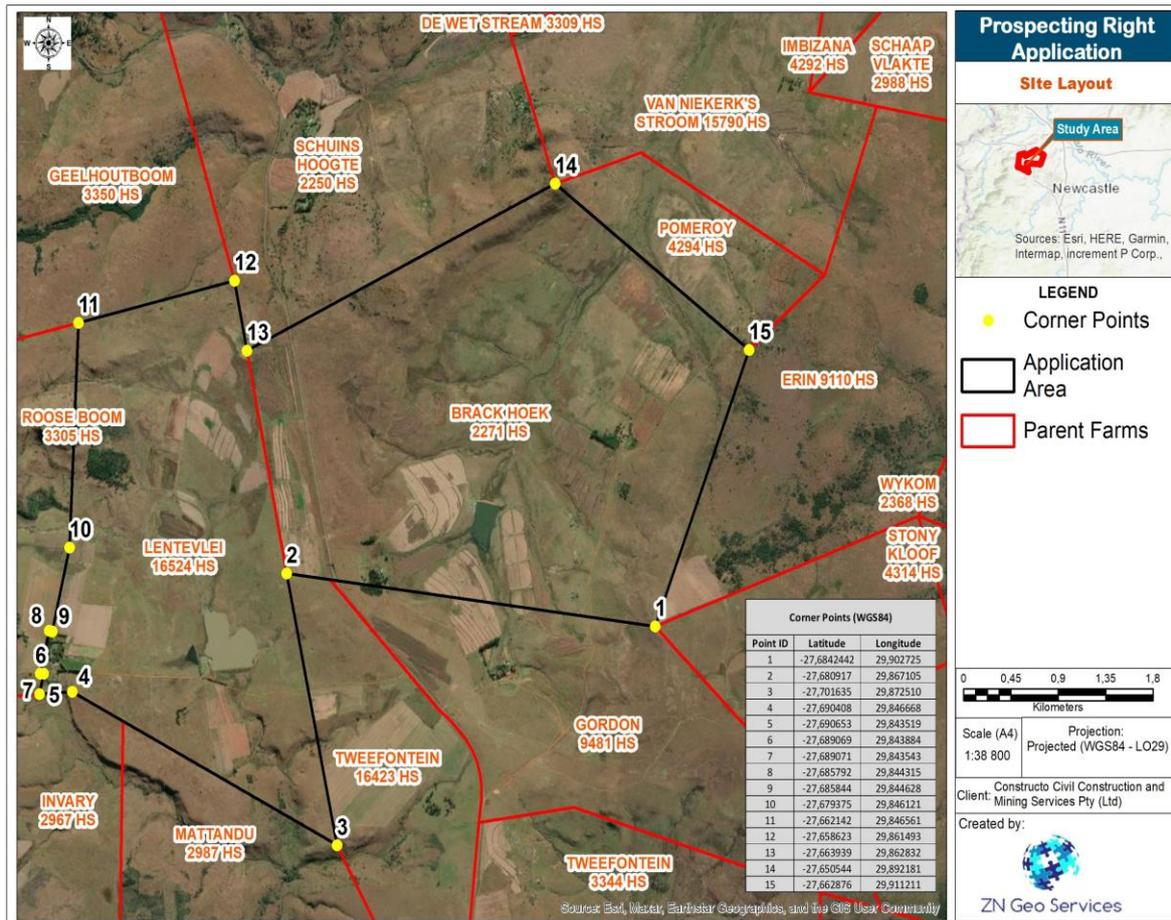 N
W
E
S
DE WET STREAM 3309 HS
IMBIZANA
4292 HS
SCHAAP
VLAKTE
2988 HS
VAN NIEKERK'S
STROOM 15790 HS
SCHUINS
HOOGTE
2250 HS
GEELHOUTBOOM
3350 HS
14
POMEROY
4294 HS
12
11
13
15
ERIN 9110 HS
ROOSE BOOM
3305 HS
BRACK HOEK
2271 HS
WYKOM
2368 HS
STONY
KLOOF
4314 HS
10
LENTEVLEI
16524 HS
2
1
8
9
6
7
5
4
GORDON
9481 HS
TWEEFONTEIN
16423 HS
INVARY
2967 HS
MATTANDU
2987 HS
3
TWEEFONTEIN
3344 HS
Source: Esri, Maxar, Earthstar Geographics, and the GIS User Community
Corner Points (WGS84)
Point ID Latitude Longitude
1 -27,6842442 29,902725
2 -27,680917 29,867105
3 -27,701635 29,872510
4 -27,690408 29,846668
5 -27,690653 29,843519
6 -27,689069 29,843884
7 -27,689071 29,843543
8 -27,685792 29,844315
9 -27,685844 29,844628
10 -27,679375 29,846121
11 -27,662142 29,846561
12 -27,658623 29,861493
13 -27,663939 29,862832
14 -27,650544 29,892181
15 -27,662876 29,911211
Prospecting Right
Application
Site Layout
Study Area
Newcastle
N11
Sources: Esri, HERE, Garmin,
Intermap, increment P Corp.,
LEGEND
Corner Points
Application
Area
Parent Farms
0 0,45 0,9 1,35 1,8
Kilometers
Scale (A4)
1:38 800
Projection:
Projected (WGS84 - LO29)
Client: Constructo Civil Construction and
Mining Services Pty (Ltd)
Created by:
ZN Geo Services